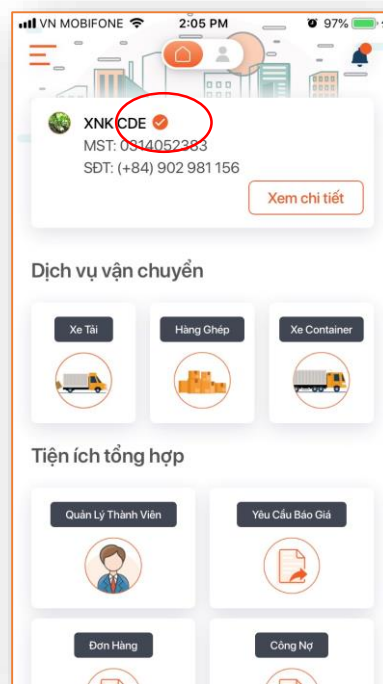 VN MOBIFONE 2:05 PM 97%
XNK CDE
MST: 0314052383
SĐT: (+84) 902 981 156
Xem chi tiết
Dịch vụ vận chuyển
Xe Tải Hàng Ghép Xe Container
Tiện ích tổng hợp
Quản Lý Thành Viên Yêu Cầu Báo Giá
Đơn Hàng Công Nợ